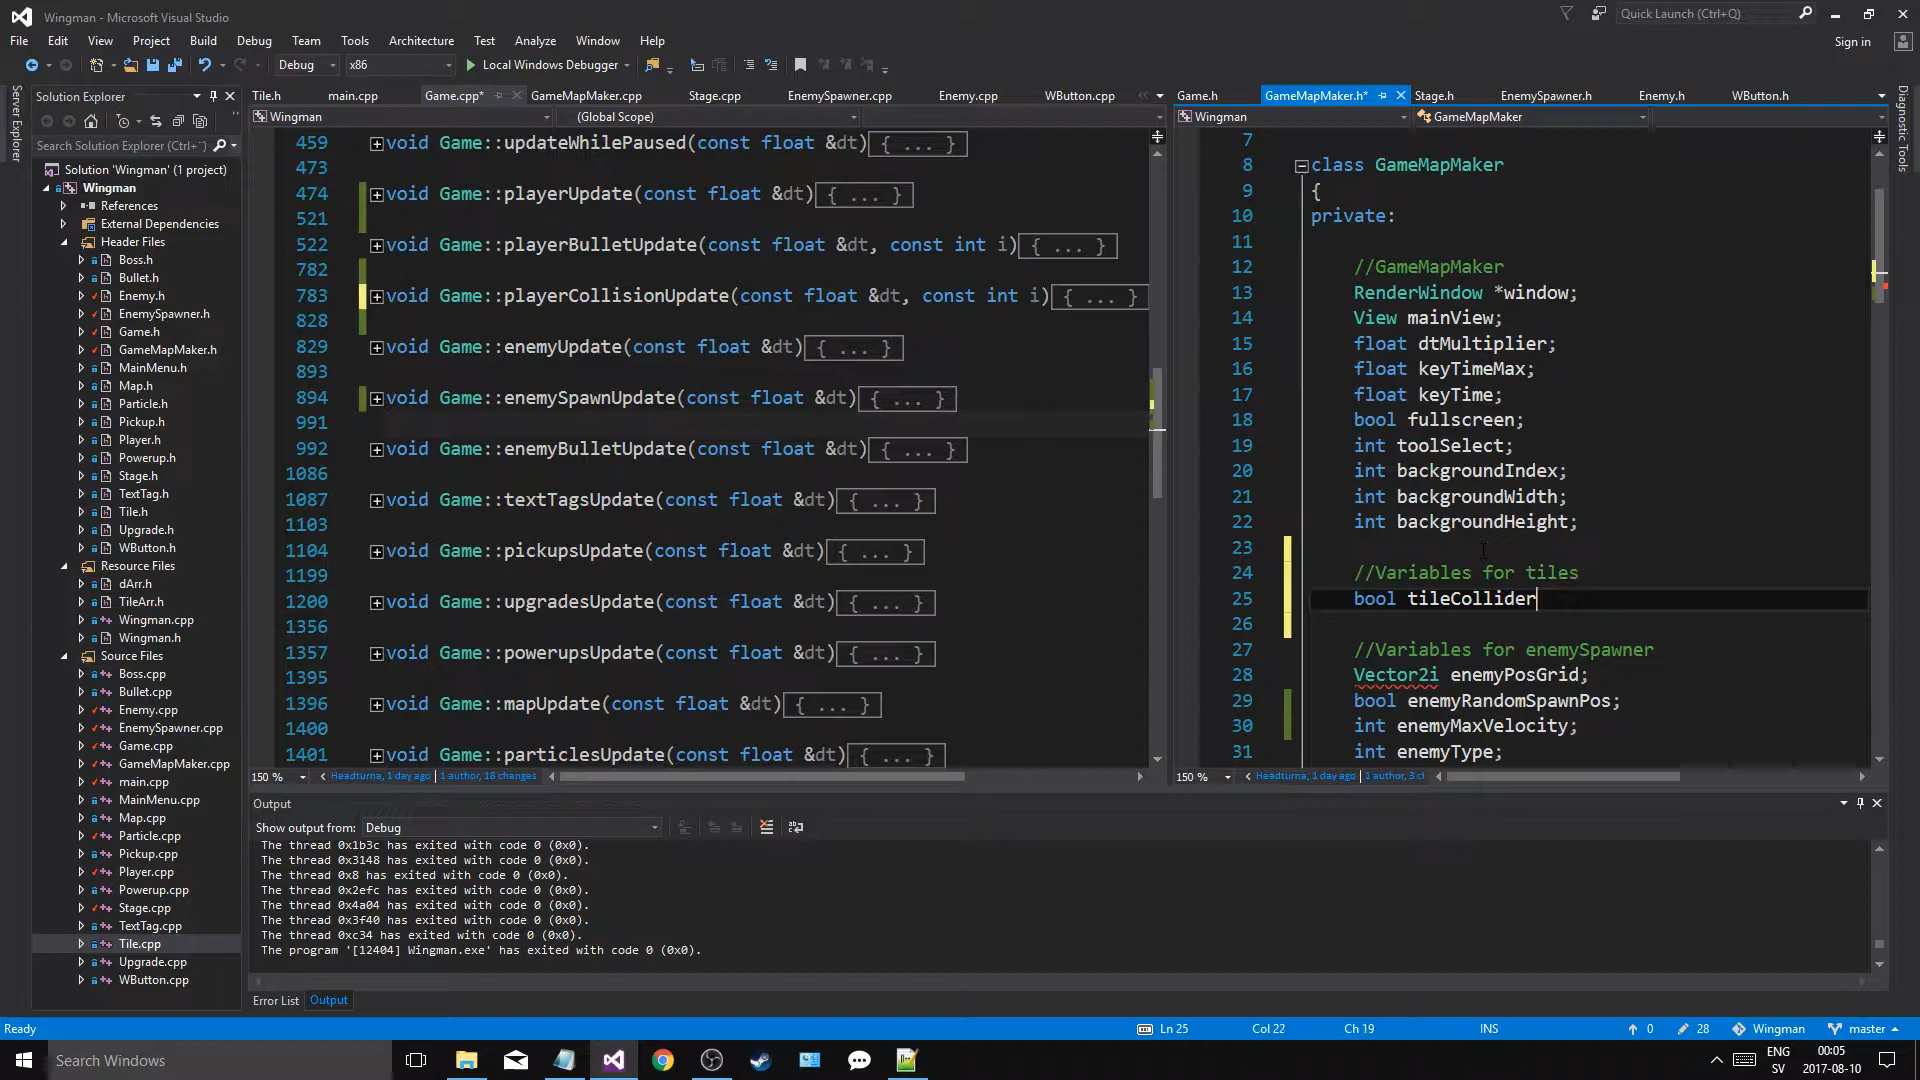 Wingman - Microsoft Visual Studio
Quick Launch (Ctrl+Q)
File Edit View Project Build Debug Team Tools Architecture Test Analyze Window Help
Sign in
Debug x86 Local Windows Debugger
Server Explorer
Solution Explorer
Search Solution Explorer (Ctrl+")
Solution 'Wingman' (1 project)
Wingman
References
External Dependencies
Header Files
Boss.h
Bullet.h
Enemy.h
EnemySpawner.h
Game.h
GameMapMaker.h
MainMenu.h
Map.h
Particle.h
Pickup.h
Player.h
Powerup.h
Stage.h
TextTag.h
Tile.h
Upgrade.h
WButton.h
Resource Files
dArr.h
TileArr.h
Wingman.cpp
Wingman.h
Source Files
Boss.cpp
Bullet.cpp
Enemy.cpp
EnemySpawner.cpp
Game.cpp
GameMapMaker.cpp
main.cpp
MainMenu.cpp
Map.cpp
Particle.cpp
Pickup.cpp
Player.cpp
Powerup.cpp
Stage.cpp
TextTag.cpp
Tile.cpp
Upgrade.cpp
WButton.cpp
Tile.h main.cpp Game.cpp* GameMapMaker.cpp Stage.cpp EnemySpawner.cpp Enemy.cpp WButton.cpp
Wingman (Global Scope)
459 void Game::updateWhilePaused(const float &dt){ ... }
473
474 void Game::playerUpdate(const float &dt){ ... }
521
522 void Game::playerBulletUpdate(const float &dt, const int i){ ... }
782
783 void Game::playerCollisionUpdate(const float &dt, const int i){ ... }
828
829 void Game::enemyUpdate(const float &dt){ ... }
893
894 void Game::enemySpawnUpdate(const float &dt){ ... }
991
992 void Game::enemyBulletUpdate(const float &dt){ ... }
1086
1087 void Game::textTagsUpdate(const float &dt){ ... }
1103
1104 void Game::pickupsUpdate(const float &dt){ ... }
1199
1200 void Game::upgradesUpdate(const float &dt){ ... }
1356
1357 void Game::powerupsUpdate(const float &dt){ ... }
1395
1396 void Game::mapUpdate(const float &dt){ ... }
1400
1401 void Game::particlesUpdate(const float &dt){ ... }
150 % Headturna, 1 day ago | 1 author, 18 changes
Game.h GameMapMaker.h* Stage.h EnemySpawner.h Enemy.h WButton.h
Wingman GameMapMaker
7
8 class GameMapMaker
9 {
10 private:
11
12 //GameMapMaker
13 RenderWindow *window;
14 View mainView;
15 float dtMultiplier;
16 float keyTimeMax;
17 float keyTime;
18 bool fullscreen;
19 int toolSelect;
20 int backgroundIndex;
21 int backgroundWidth;
22 int backgroundHeight;
23
24 //Variables for tiles
25 bool tileCollider
26
27 //Variables for enemySpawner
28 Vector2i enemyPosGrid;
29 bool enemyRandomSpawnPos;
30 int enemyMaxVelocity;
31 int enemyType;
150 % Headturna, 1 day ago | 1 author, 3 cl
Diagnostic Tools
Output
Show output from: Debug
The thread 0x1b3c has exited with code 0 (0x0).
The thread 0x3148 has exited with code 0 (0x0).
The thread 0x8 has exited with code 0 (0x0).
The thread 0x2efc has exited with code 0 (0x0).
The thread 0x4a04 has exited with code 0 (0x0).
The thread 0x3f40 has exited with code 0 (0x0).
The thread 0xc34 has exited with code 0 (0x0).
The program '[12404] Wingman.exe' has exited with code 0 (0x0).
Error List Output
Ready Ln 25 Col 22 Ch 19 INS 0 28 Wingman master
Search Windows
ENG
SV
00:05
2017-08-10